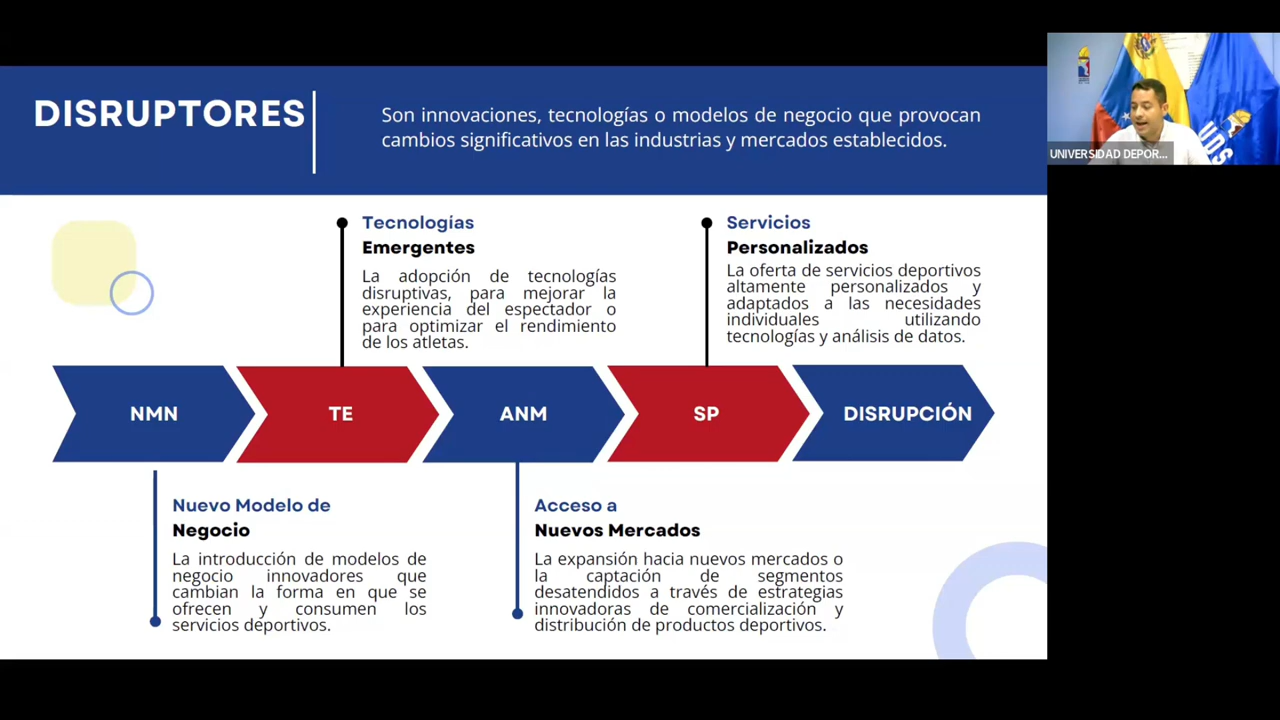 DISRUPTORES
Son innovaciones, tecnologías o modelos de negocio que provocan
cambios significativos en las industrias y mercados establecidos.
UNIVERSIDAD DEPOR...
UDS
Tecnologías
Emergentes
La adopción de tecnologías
disruptivas, para mejorar la
experiencia del espectador o
para optimizar el rendimiento
de los atletas.
Servicios
Personalizados
La oferta de servicios deportivos
altamente personalizados y
adaptados a las necesidades
individuales utilizando
tecnologías y análisis de datos.
NMN
TE
ANM
SP
DISRUPCIÓN
Nuevo Modelo de
Negocio
La introducción de modelos de
negocio innovadores que
cambian la forma en que se
ofrecen y consumen los
servicios deportivos.
Acceso a
Nuevos Mercados
La expansión hacia nuevos mercados o
la captación de segmentos
desatendidos a través de estrategias
innovadoras de comercialización y
distribución de productos deportivos.